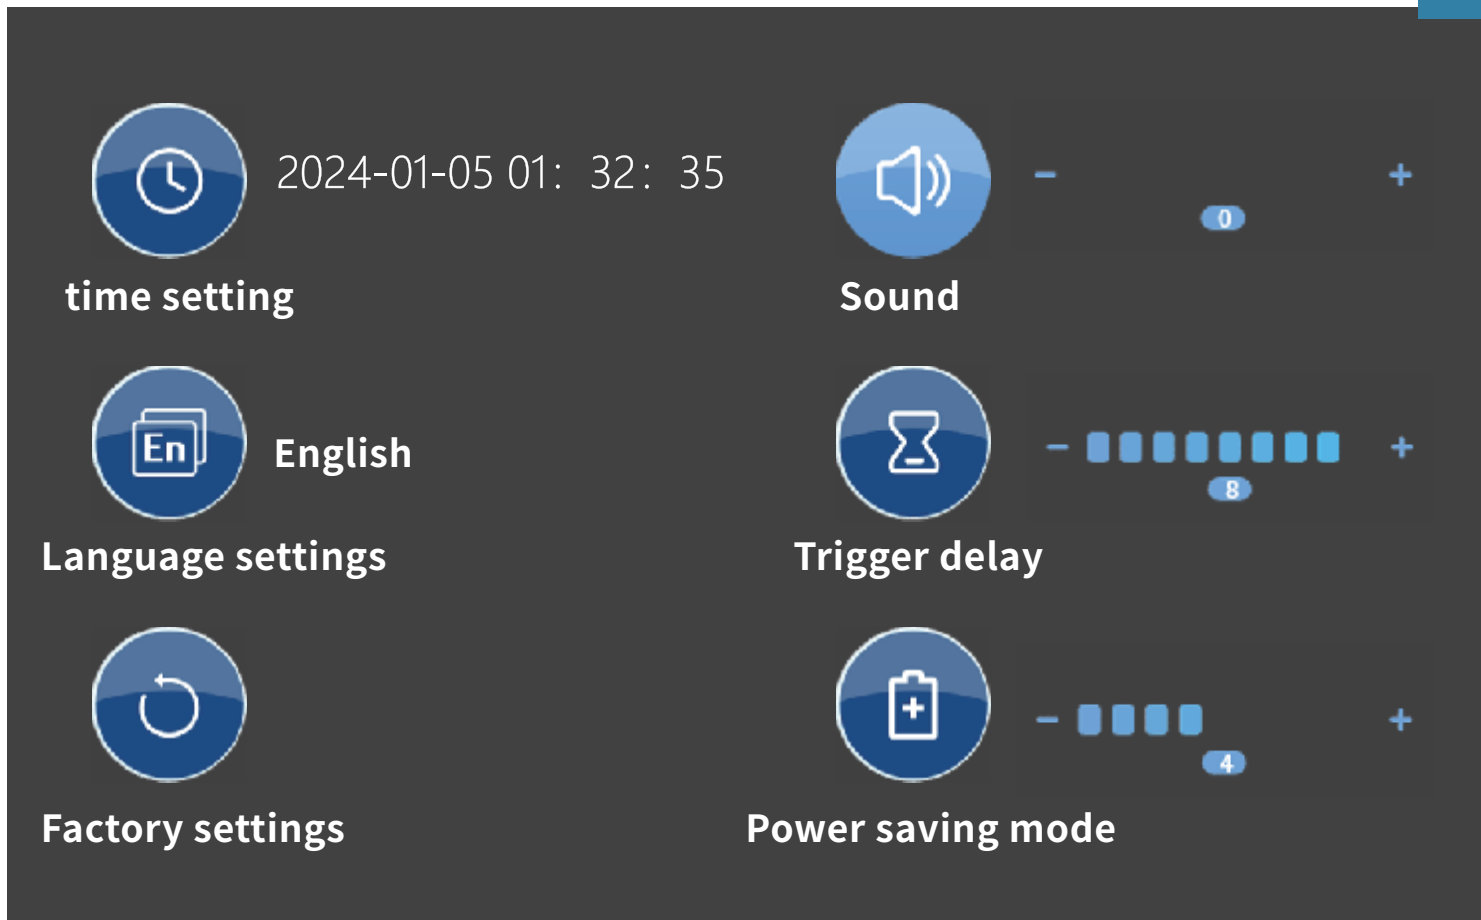 2024-01-05 01: 32: 35
time setting
- +
0
Sound
En
English
Language settings
- +
8
Trigger delay
Factory settings
- +
4
Power saving mode